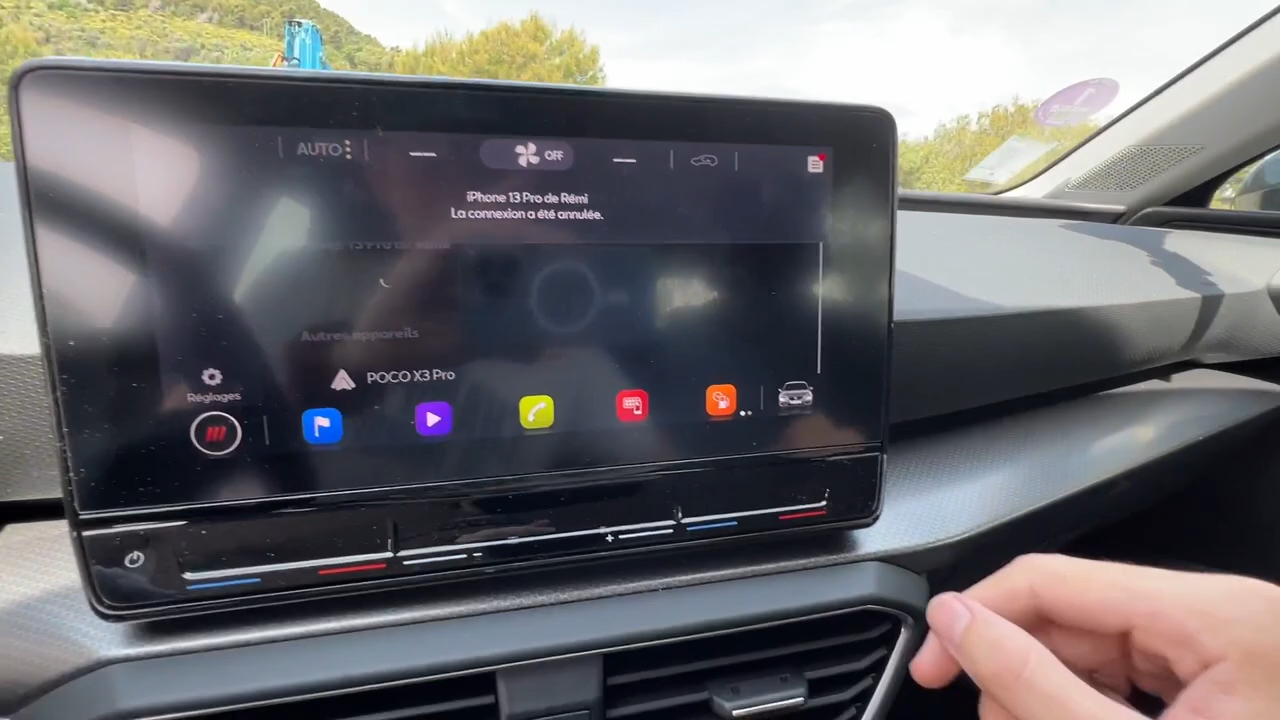 AUTO
OFF
iPhone 13 Pro de Rémi
La connexion a été annulée.
Autres appareils
POCO X3 Pro
Réglages